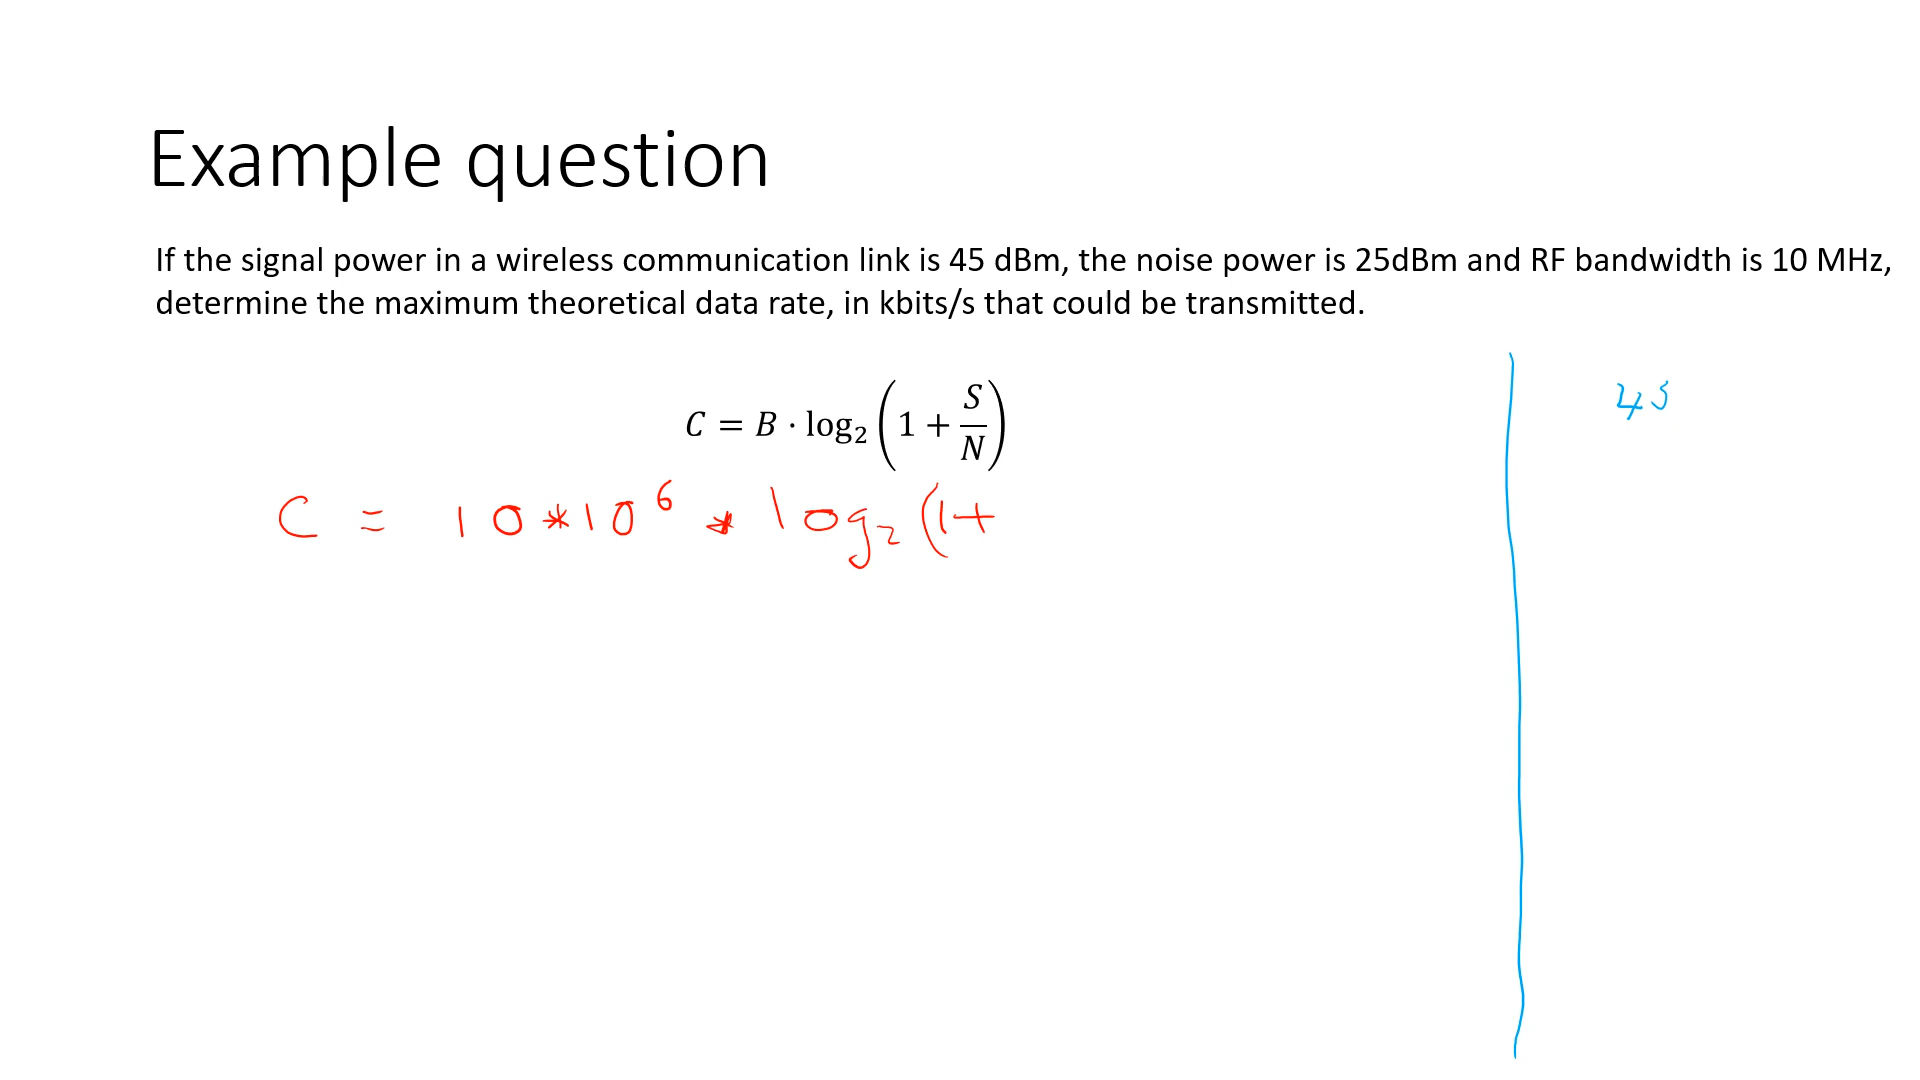 Example question
If the signal power in a wireless communication link is 45 dBm, the noise power is 25dBm and RF bandwidth is 10 MHz,
determine the maximum theoretical data rate, in kbits/s that could be transmitted.
C = B · log₂ (1 + S/N)
C = 10*10⁶ * log₂ (1+
45